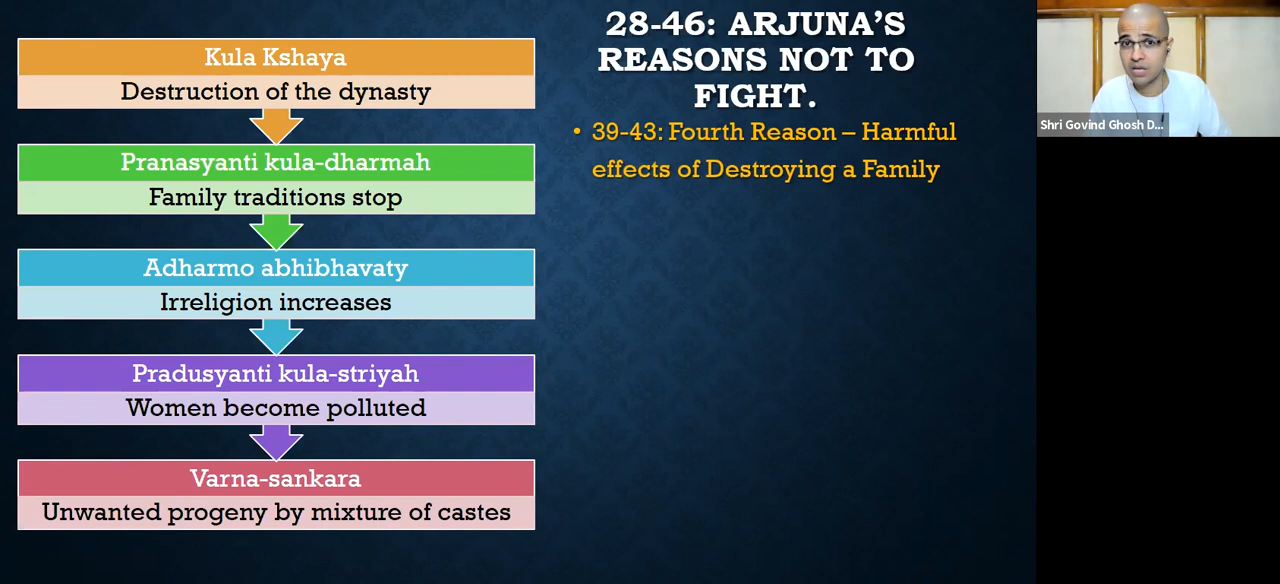 Kula Kshaya
Destruction of the dynasty
Pranasyanti kula-dharmah
Family traditions stop
Adharmo abhibhavaty
Irreligion increases
Pradusyanti kula-striyah
Women become polluted
Varna-sankara
Unwanted progeny by mixture of castes
28-46: ARJUNA’S
REASONS NOT TO
FIGHT.
• 39-43: Fourth Reason – Harmful
effects of Destroying a Family
Shri Govind Ghosh D...